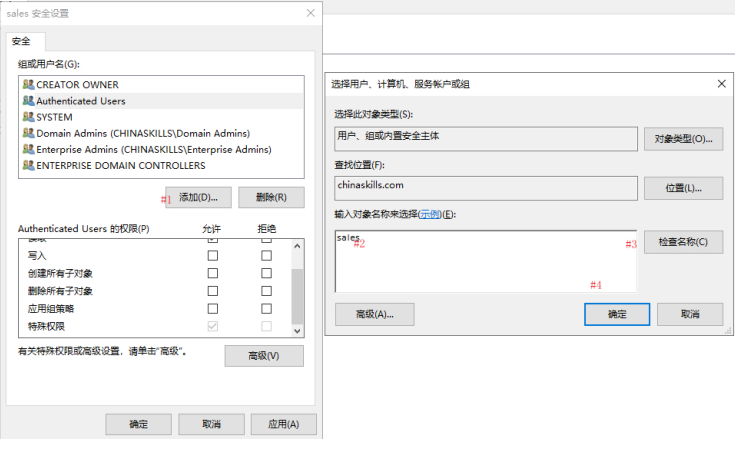 sales 安全设置
安全
组或用户名(G):
CREATOR OWNER
Authenticated Users
SYSTEM
Domain Admins (CHINASKILLS\Domain Admins)
Enterprise Admins (CHINASKILLS\Enterprise Admins)
ENTERPRISE DOMAIN CONTROLLERS
#1 添加(D)... 删除(R)
Authenticated Users 的权限(P) 允许 拒绝
写入
创建所有子对象
删除所有子对象
应用组策略
特殊权限
有关特殊权限或高级设置，请单击"高级"。
高级(V)
确定 取消 应用(A)
选择用户、计算机、服务帐户或组
选择此对象类型(S):
用户、组或内置安全主体 对象类型(O)...
查找位置(F):
chinaskills.com 位置(L)...
输入对象名称来选择(示例)(E):
sales #2 #3 检查名称(C)
#4
高级(A)... 确定 取消